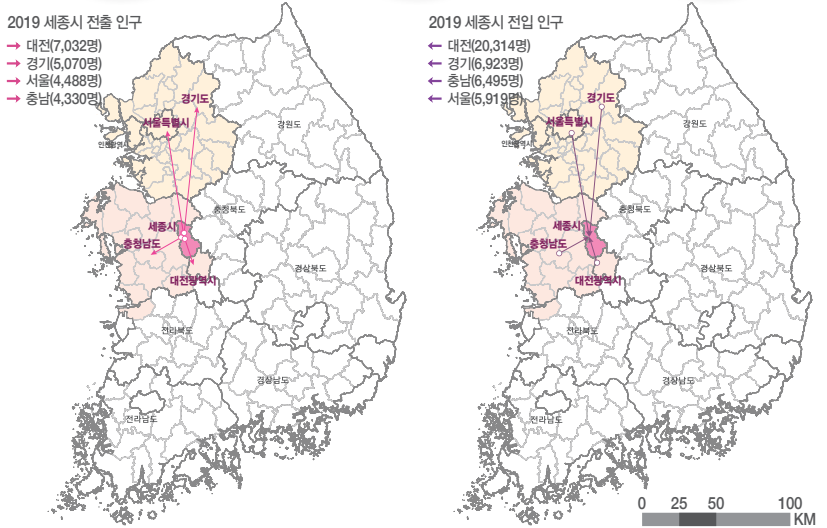 2019 세종시 전출 인구
→ 대전(7,032명)
→ 경기(5,070명)
→ 서울(4,488명)
→ 충남(4,330명)
경기도
서울특별시
강원도
인천광역시
충청북도
세종시
충청남도
경상북도
대전광역시
전라북도
경상남도
전라남도
2019 세종시 전입 인구
← 대전(20,314명)
← 경기(6,923명)
← 충남(6,495명)
← 서울(5,919명)
경기도
서울특별시
강원도
인천광역시
충청북도
세종시
충청남도
경상북도
대전광역시
전라북도
경상남도
전라남도
0 25 50 100
KM